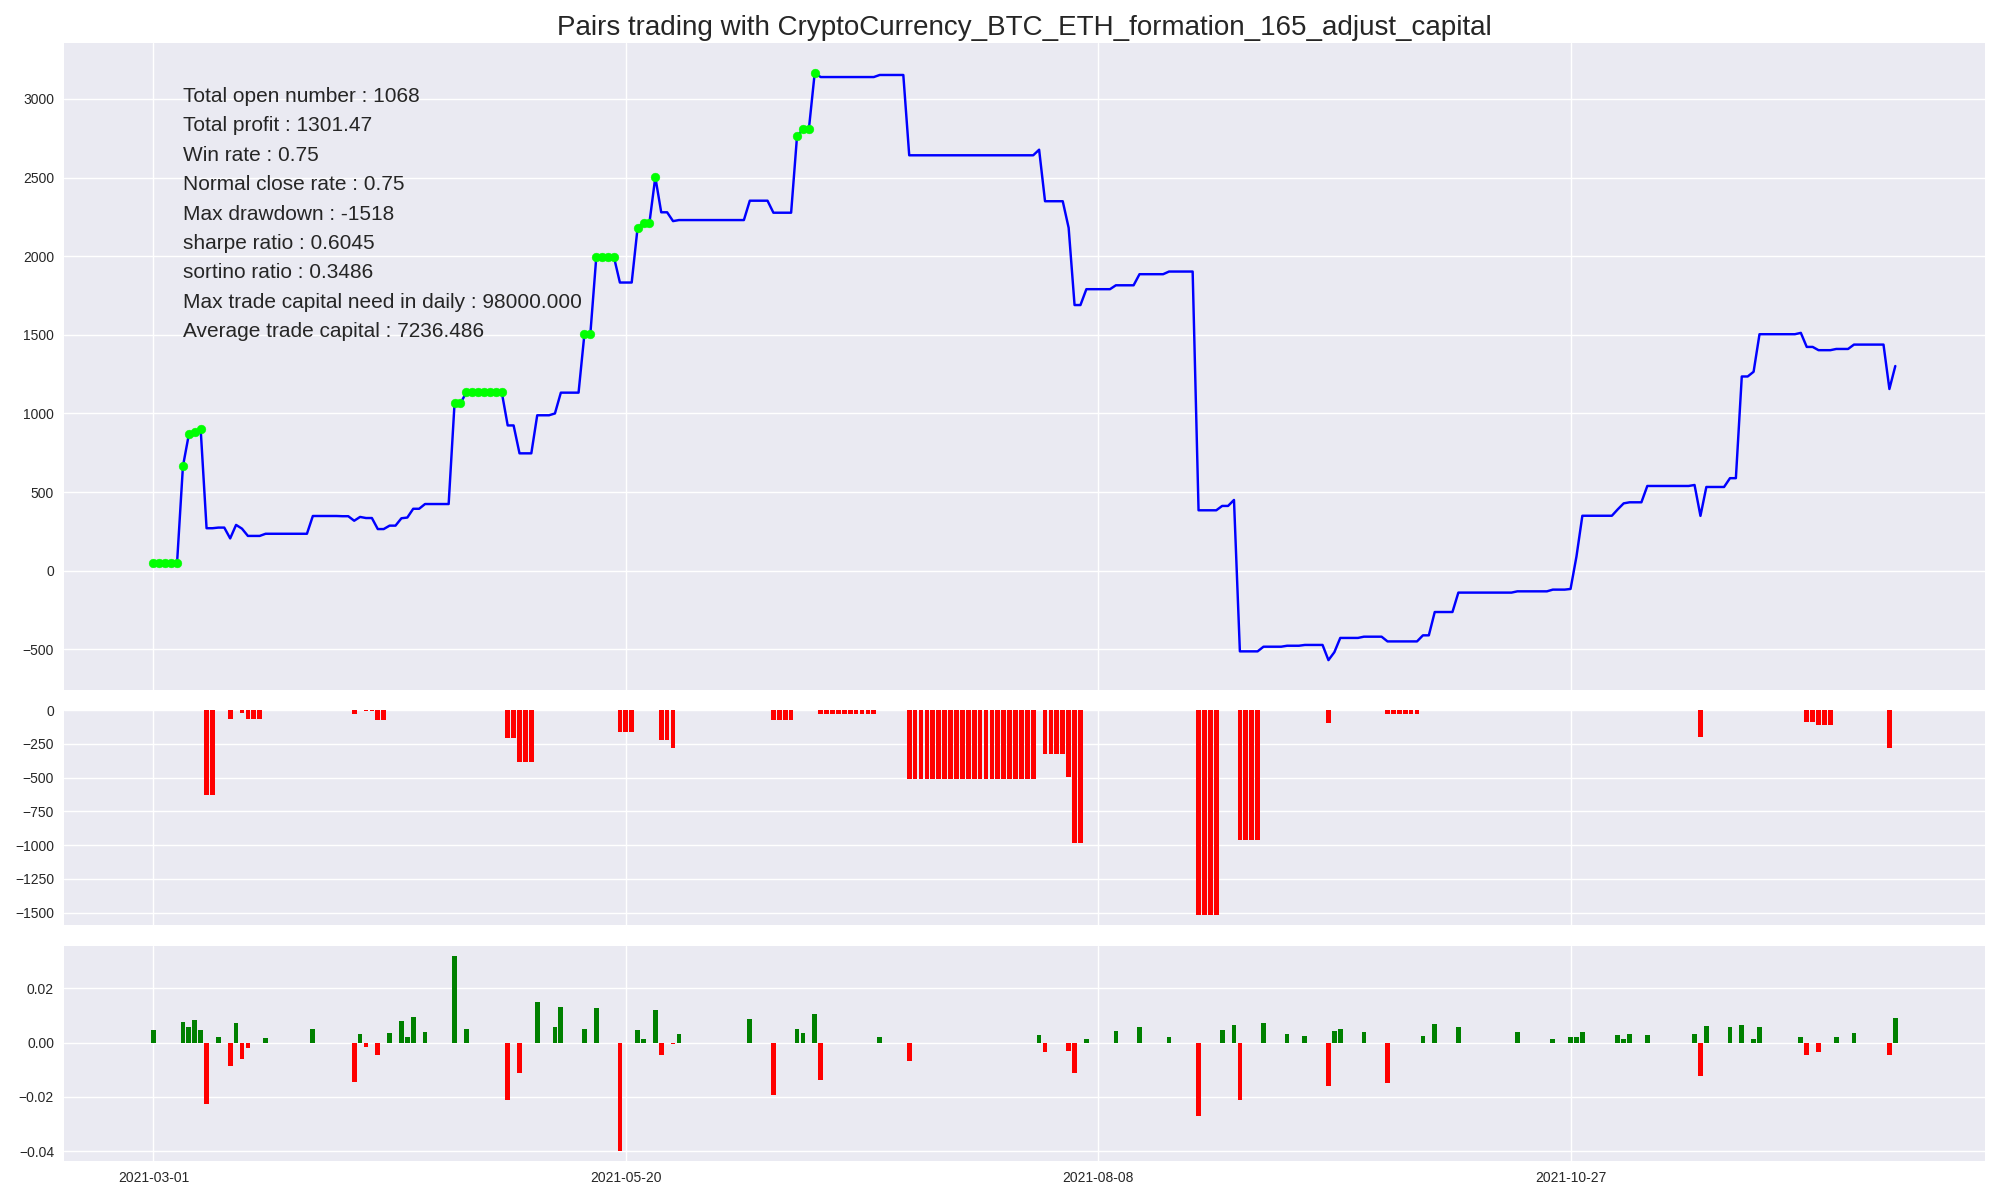 Pairs trading with CryptoCurrency_BTC_ETH_formation_165_adjust_capital
Total open number : 1068
Total profit : 1301.47
Win rate : 0.75
Normal close rate : 0.75
Max drawdown : -1518
sharpe ratio : 0.6045
sortino ratio : 0.3486
Max trade capital need in daily : 98000.000
Average trade capital : 7236.486
3000
2500
2000
1500
1000
500
0
−500
0
−250
−500
−750
−1000
−1250
−1500
0.02
0.00
−0.02
−0.04
2021-03-01 2021-05-20 2021-08-08 2021-10-27